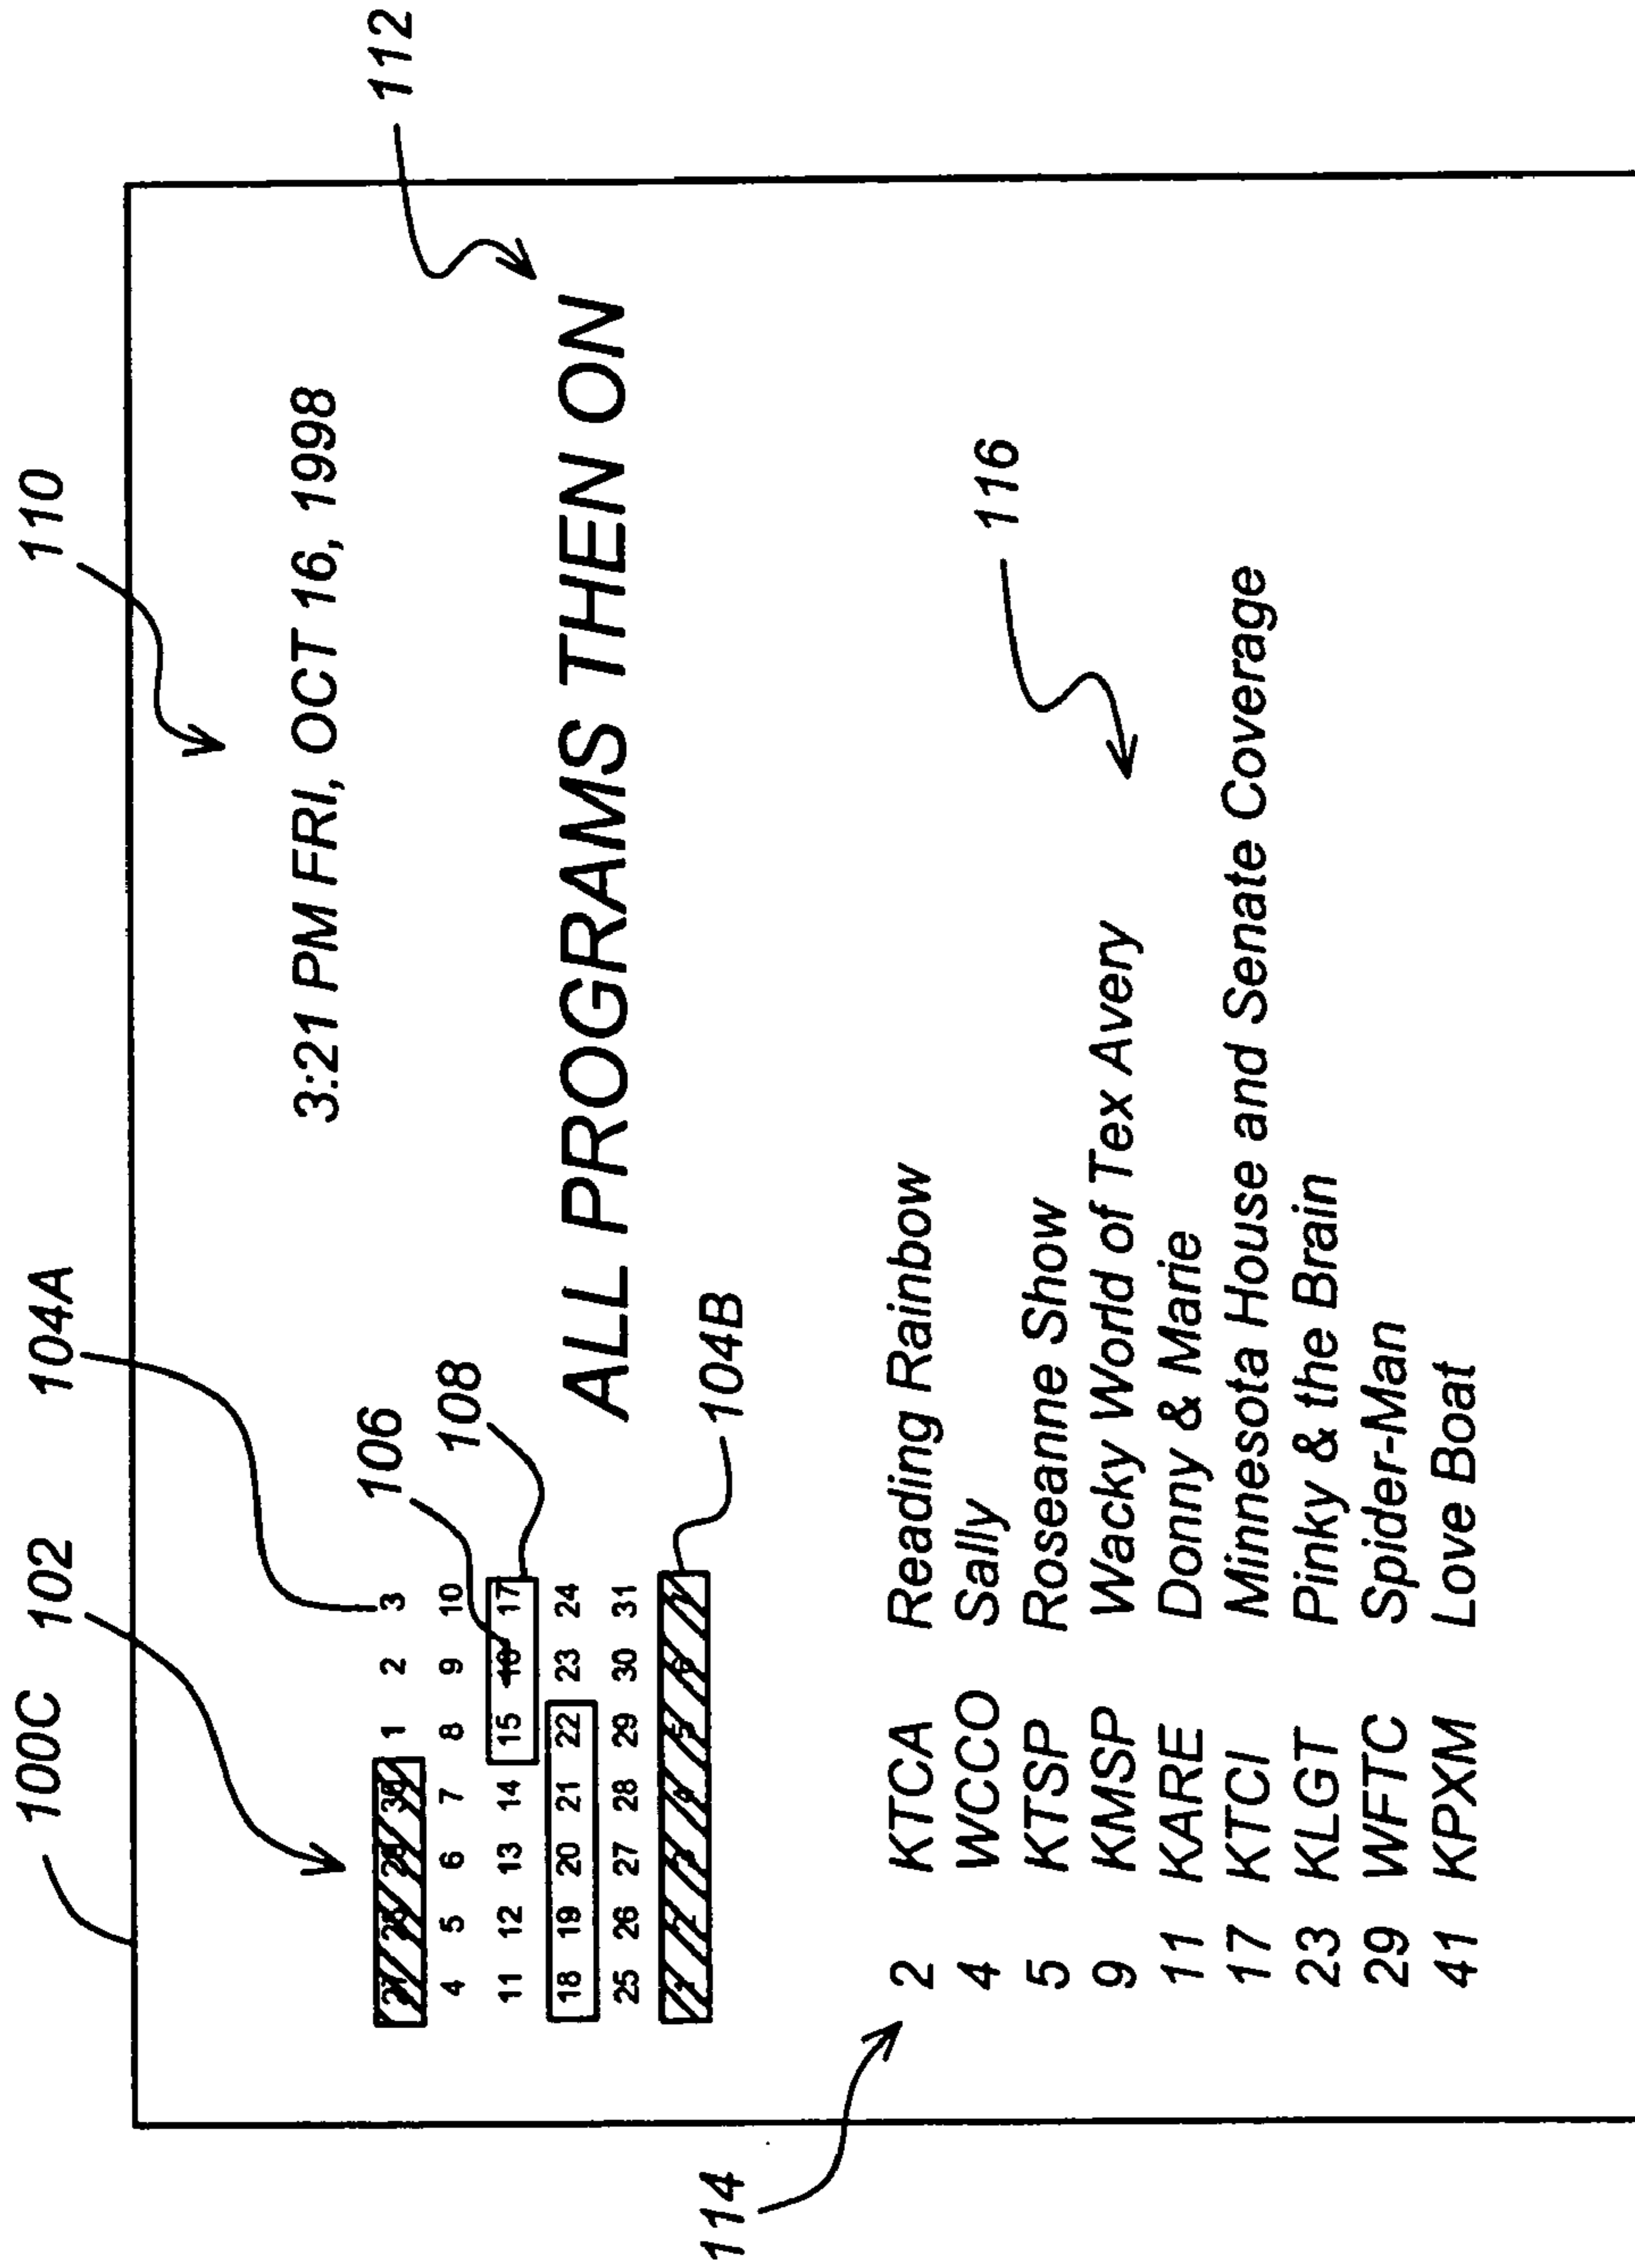 110
112
100C 102 104A
3:21 PM FRI, OCT 16, 1998
1 2 3
4 5 6 7 8 9 10
106
108
11 12 13 14 15 16 17
18 19 20 21 22 23 24
25 26 27 28 29 30 31
ALL PROGRAMS THEN ON
104B
114
116
2 KTCA Reading Rainbow
4 WCCO Sally
5 KTSP Roseanne Show
9 KMSP Wacky World of Tex Avery
11 KARE Donny & Marie
17 KTCI Minnesota House and Senate Coverage
23 KLGT Pinky & the Brain
29 WFTC Spider-Man
41 KPXM Love Boat